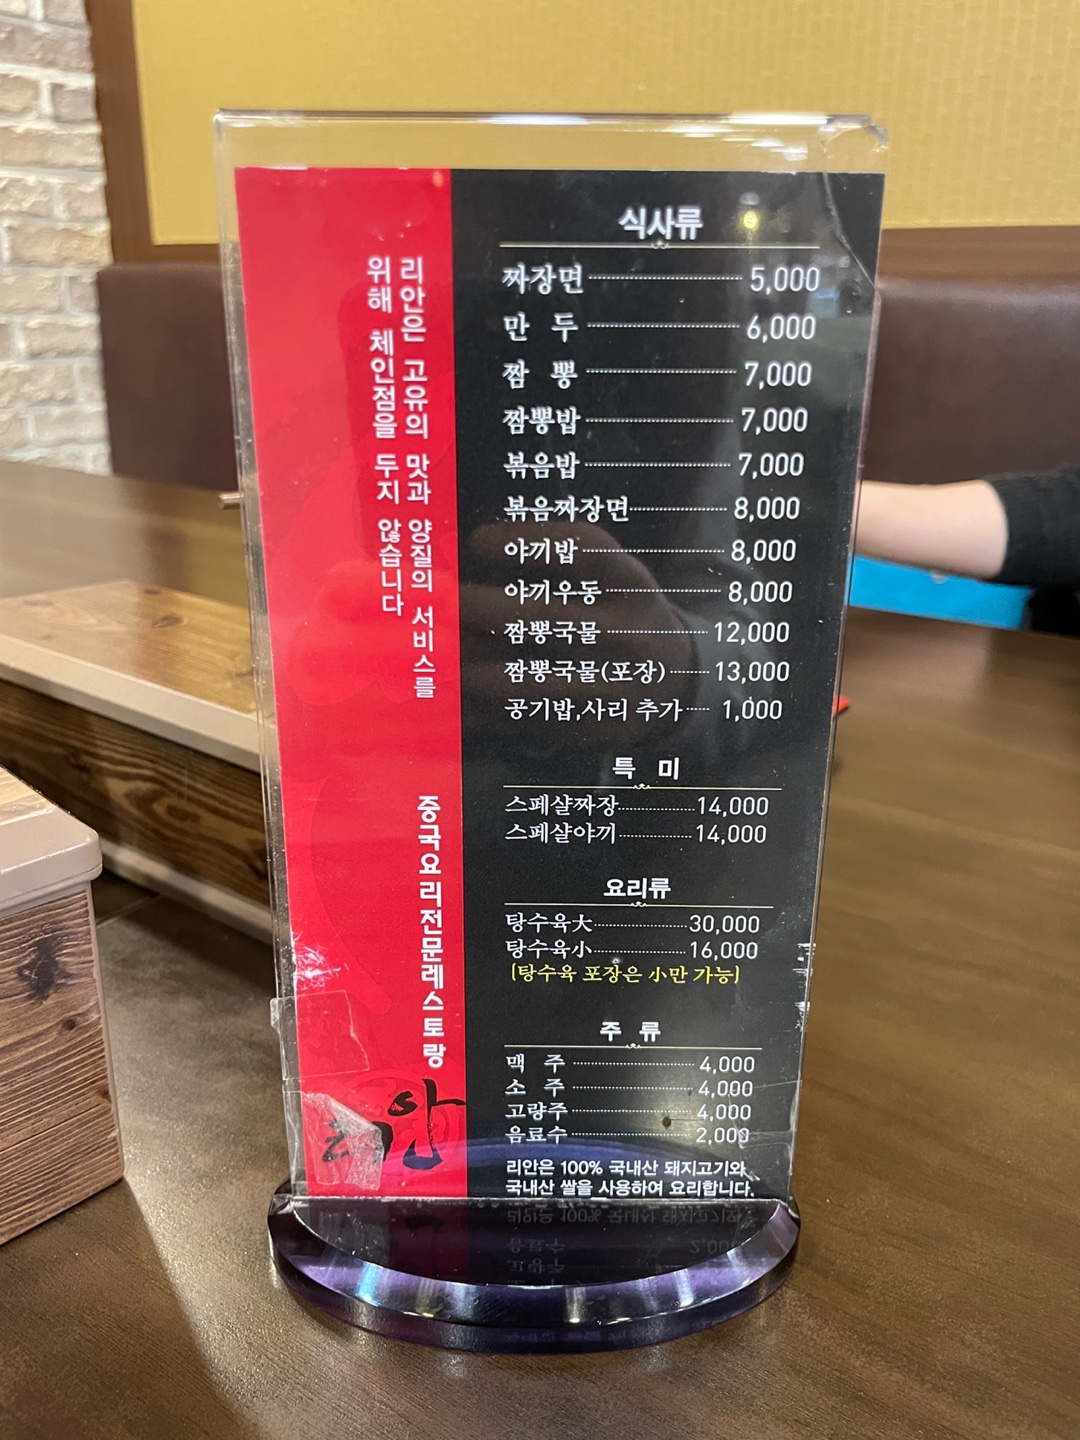 리안은 고유의 맛과 양질의 서비스를
위해 체인점을 두지 않습니다
중국요리전문레스토랑
리안
식사류
짜장면 5,000
만 두 6,000
짬 뽕 7,000
짬뽕밥 7,000
볶음밥 7,000
볶음짜장면 8,000
야끼밥 8,000
야끼우동 8,000
짬뽕국물 12,000
짬뽕국물(포장) 13,000
공기밥,사리 추가 1,000
특 미
스페샬짜장 14,000
스페샬야끼 14,000
요리류
탕수육大 30,000
탕수육小 16,000
(탕수육 포장은 小만 가능)
주 류
맥 주 4,000
소 주 4,000
고량주 4,000
음료수 2,000
리안은 100% 국내산 돼지고기와
국내산 쌀을 사용하여 요리합니다.